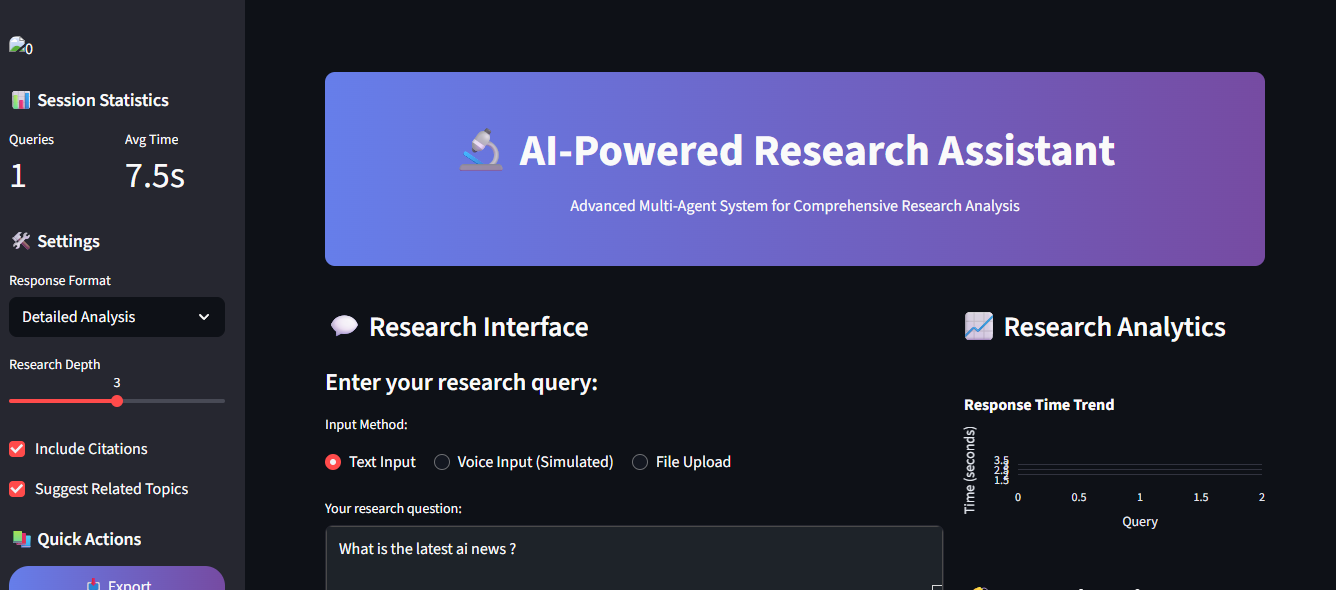 0
Session Statistics
Queries
Avg Time
1
7.5s
Settings
Response Format
Detailed Analysis
Research Depth
3
Include Citations
Suggest Related Topics
Quick Actions
Export
AI-Powered Research Assistant
Advanced Multi-Agent System for Comprehensive Research Analysis
Research Interface
Enter your research query:
Input Method:
Text Input
Voice Input (Simulated)
File Upload
Your research question:
What is the latest ai news ?
Research Analytics
Response Time Trend
Time (seconds)
3.5
2.5
1.5
0 0.5 1 1.5 2
Query